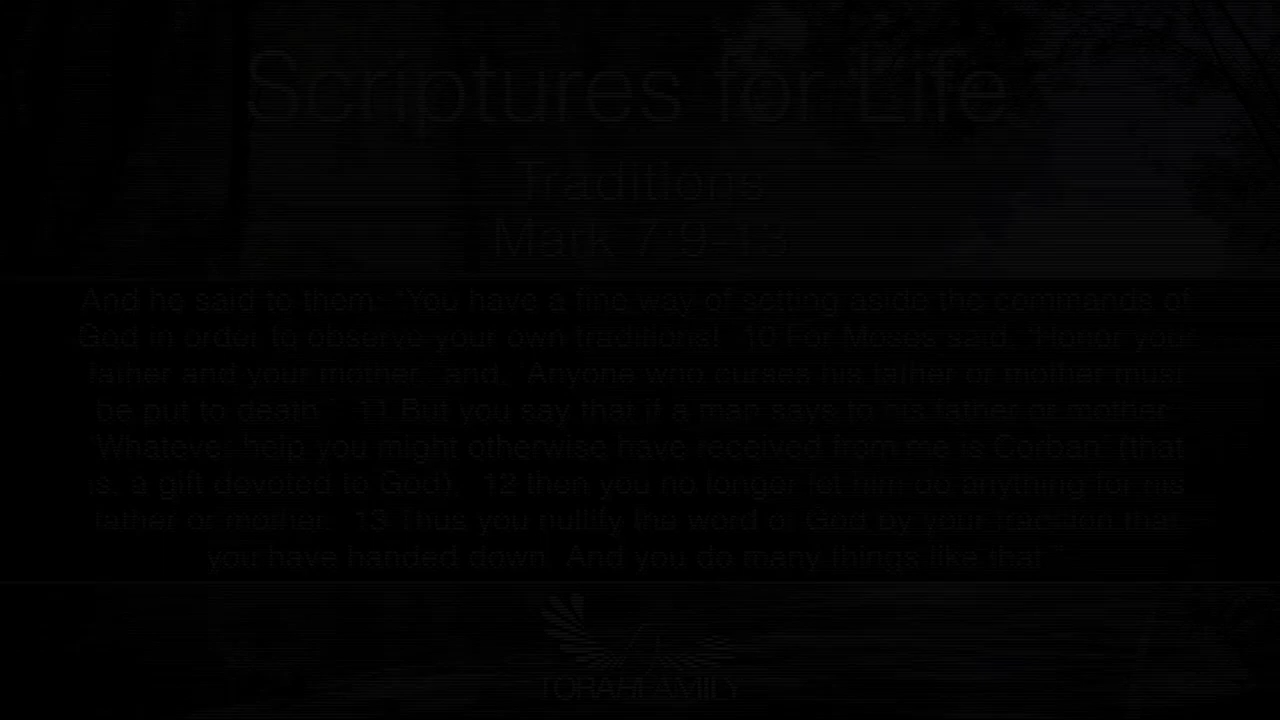 Scriptures for Life
Traditions
Mark 7:9-13
And he said to them: "You have a fine way of setting aside the commands of
God in order to observe your own traditions! 10 For Moses said, "Honor your
father and your mother," and, "Anyone who curses his father or mother must
be put to death." 11 But you say that if a man says to his father or mother:
'Whatever help you might otherwise have received from me is Corban' (that
is, a gift devoted to God), 12 then you no longer let him do anything for his
father or mother. 13 Thus you nullify the word of God by your tradition that
you have handed down. And you do many things like that."
TORAHFAMILY